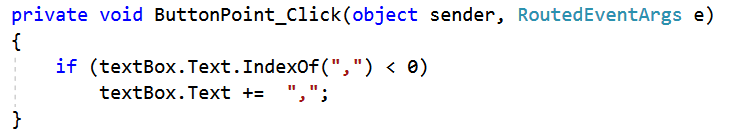 private void ButtonPoint_Click(object sender, RoutedEventArgs e)
{
    if (textBox.Text.IndexOf(",") < 0)
        textBox.Text +=  ",";
}